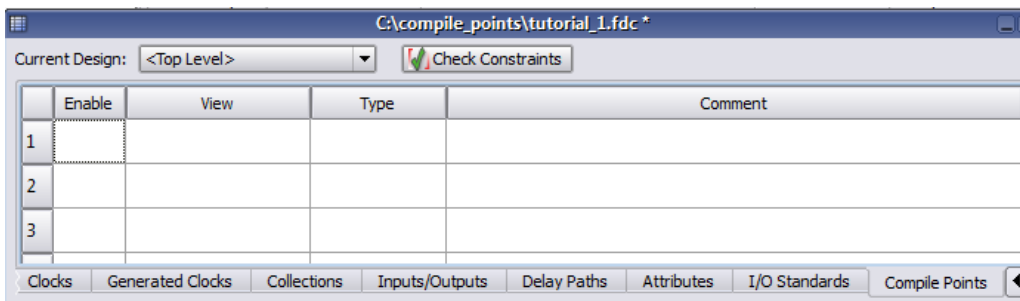 C:\compile_points\tutorial_1.fdc *
Current Design: <Top Level> Check Constraints
Enable View Type Comment
1
2
3
Clocks Generated Clocks Collections Inputs/Outputs Delay Paths Attributes I/O Standards Compile Points